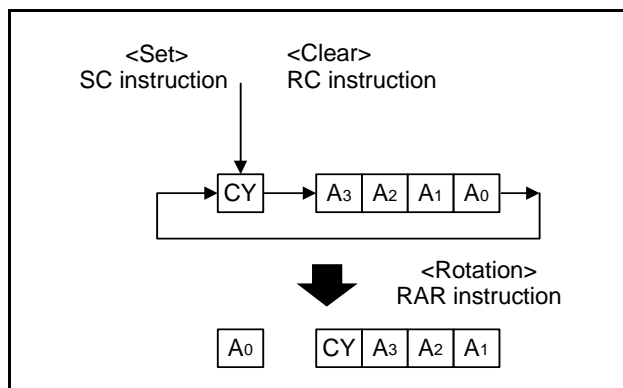 <Set> <Clear>
SC instruction RC instruction
CY A3 A2 A1 A0
<Rotation>
RAR instruction
A0 CY A3 A2 A1